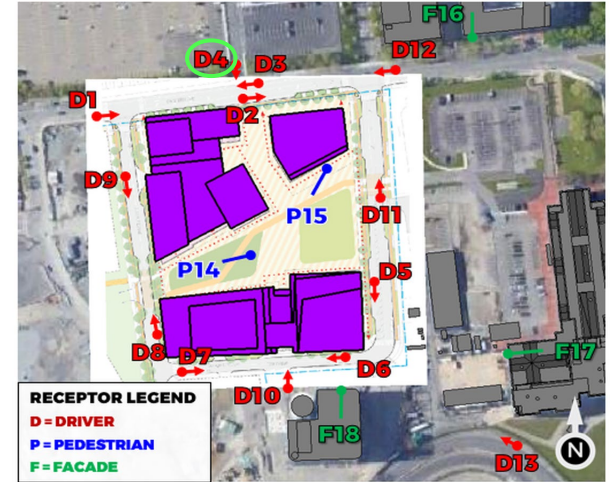 F16
D4
D3
D12
D1
D2
D9
P15
D11
P14
D5
D8
D7
D6
F17
D10
F18
D13
RECEPTOR LEGEND
D = DRIVER
P = PEDESTRIAN
F = FACADE
N